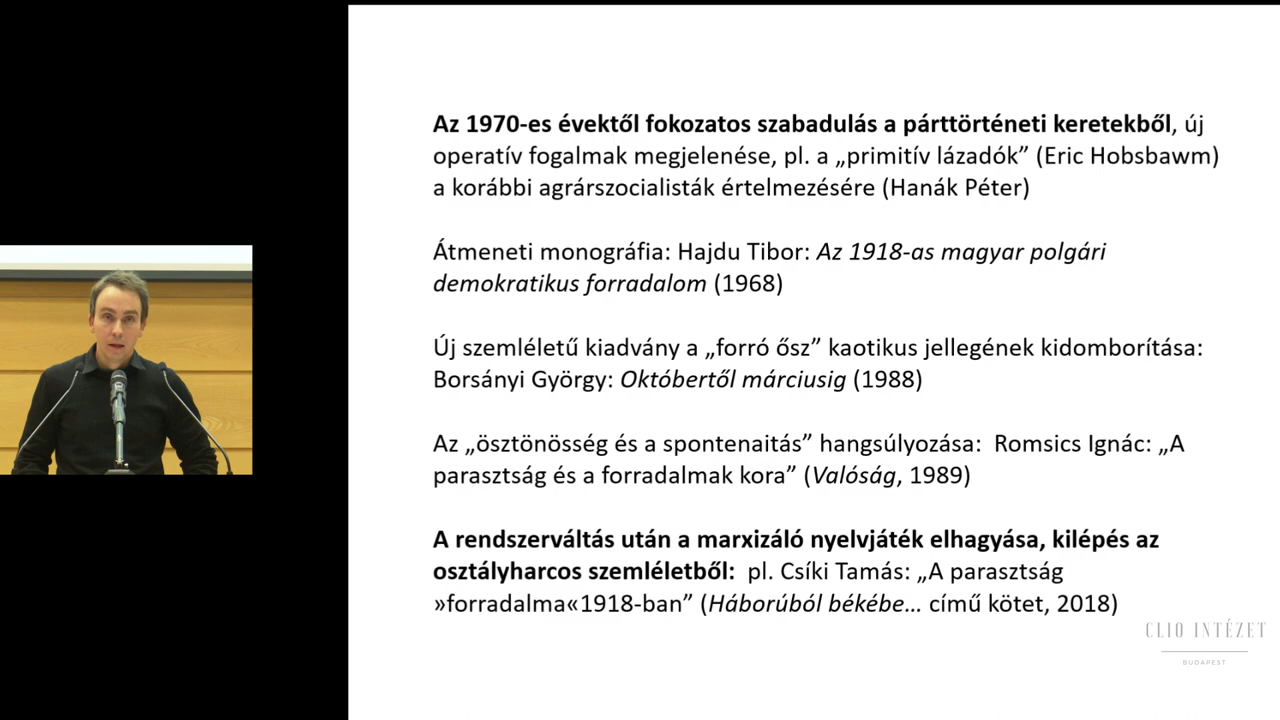 Az 1970-es évektől fokozatos szabadulás a párttörténeti keretekből, új
operatív fogalmak megjelenése, pl. a „primitív lázadók” (Eric Hobsbawm)
a korábbi agrárszocialisták értelmezésére (Hanák Péter)
Átmeneti monográfia: Hajdu Tibor: Az 1918-as magyar polgári
demokratikus forradalom (1968)
Új szemléletű kiadvány a „forró ősz” kaotikus jellegének kidomborítása:
Borsányi György: Októbertől márciusig (1988)
Az „ösztönösség és a spontenaitás” hangsúlyozása:  Romsics Ignác: „A
parasztság és a forradalmak kora” (Valóság, 1989)
A rendszerváltás után a marxizáló nyelvjáték elhagyása, kilépés az
osztályharcos szemléletből:  pl. Csíki Tamás: „A parasztság
»forradalma«1918-ban” (Háborúból békébe… című kötet, 2018)
CLIO INTÉZET
BUDAPEST